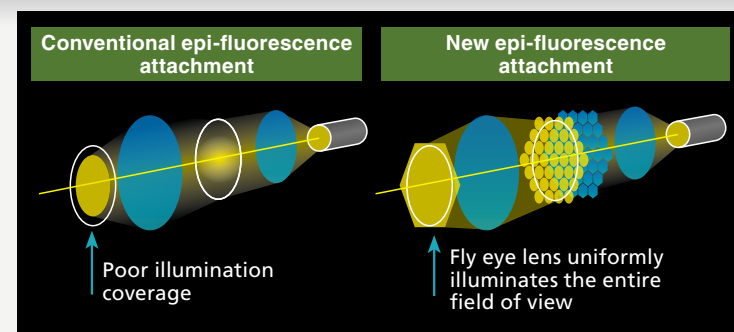 Conventional epi-fluorescence
attachment
New epi-fluorescence
attachment
Poor illumination
coverage
Fly eye lens uniformly
illuminates the entire
field of view